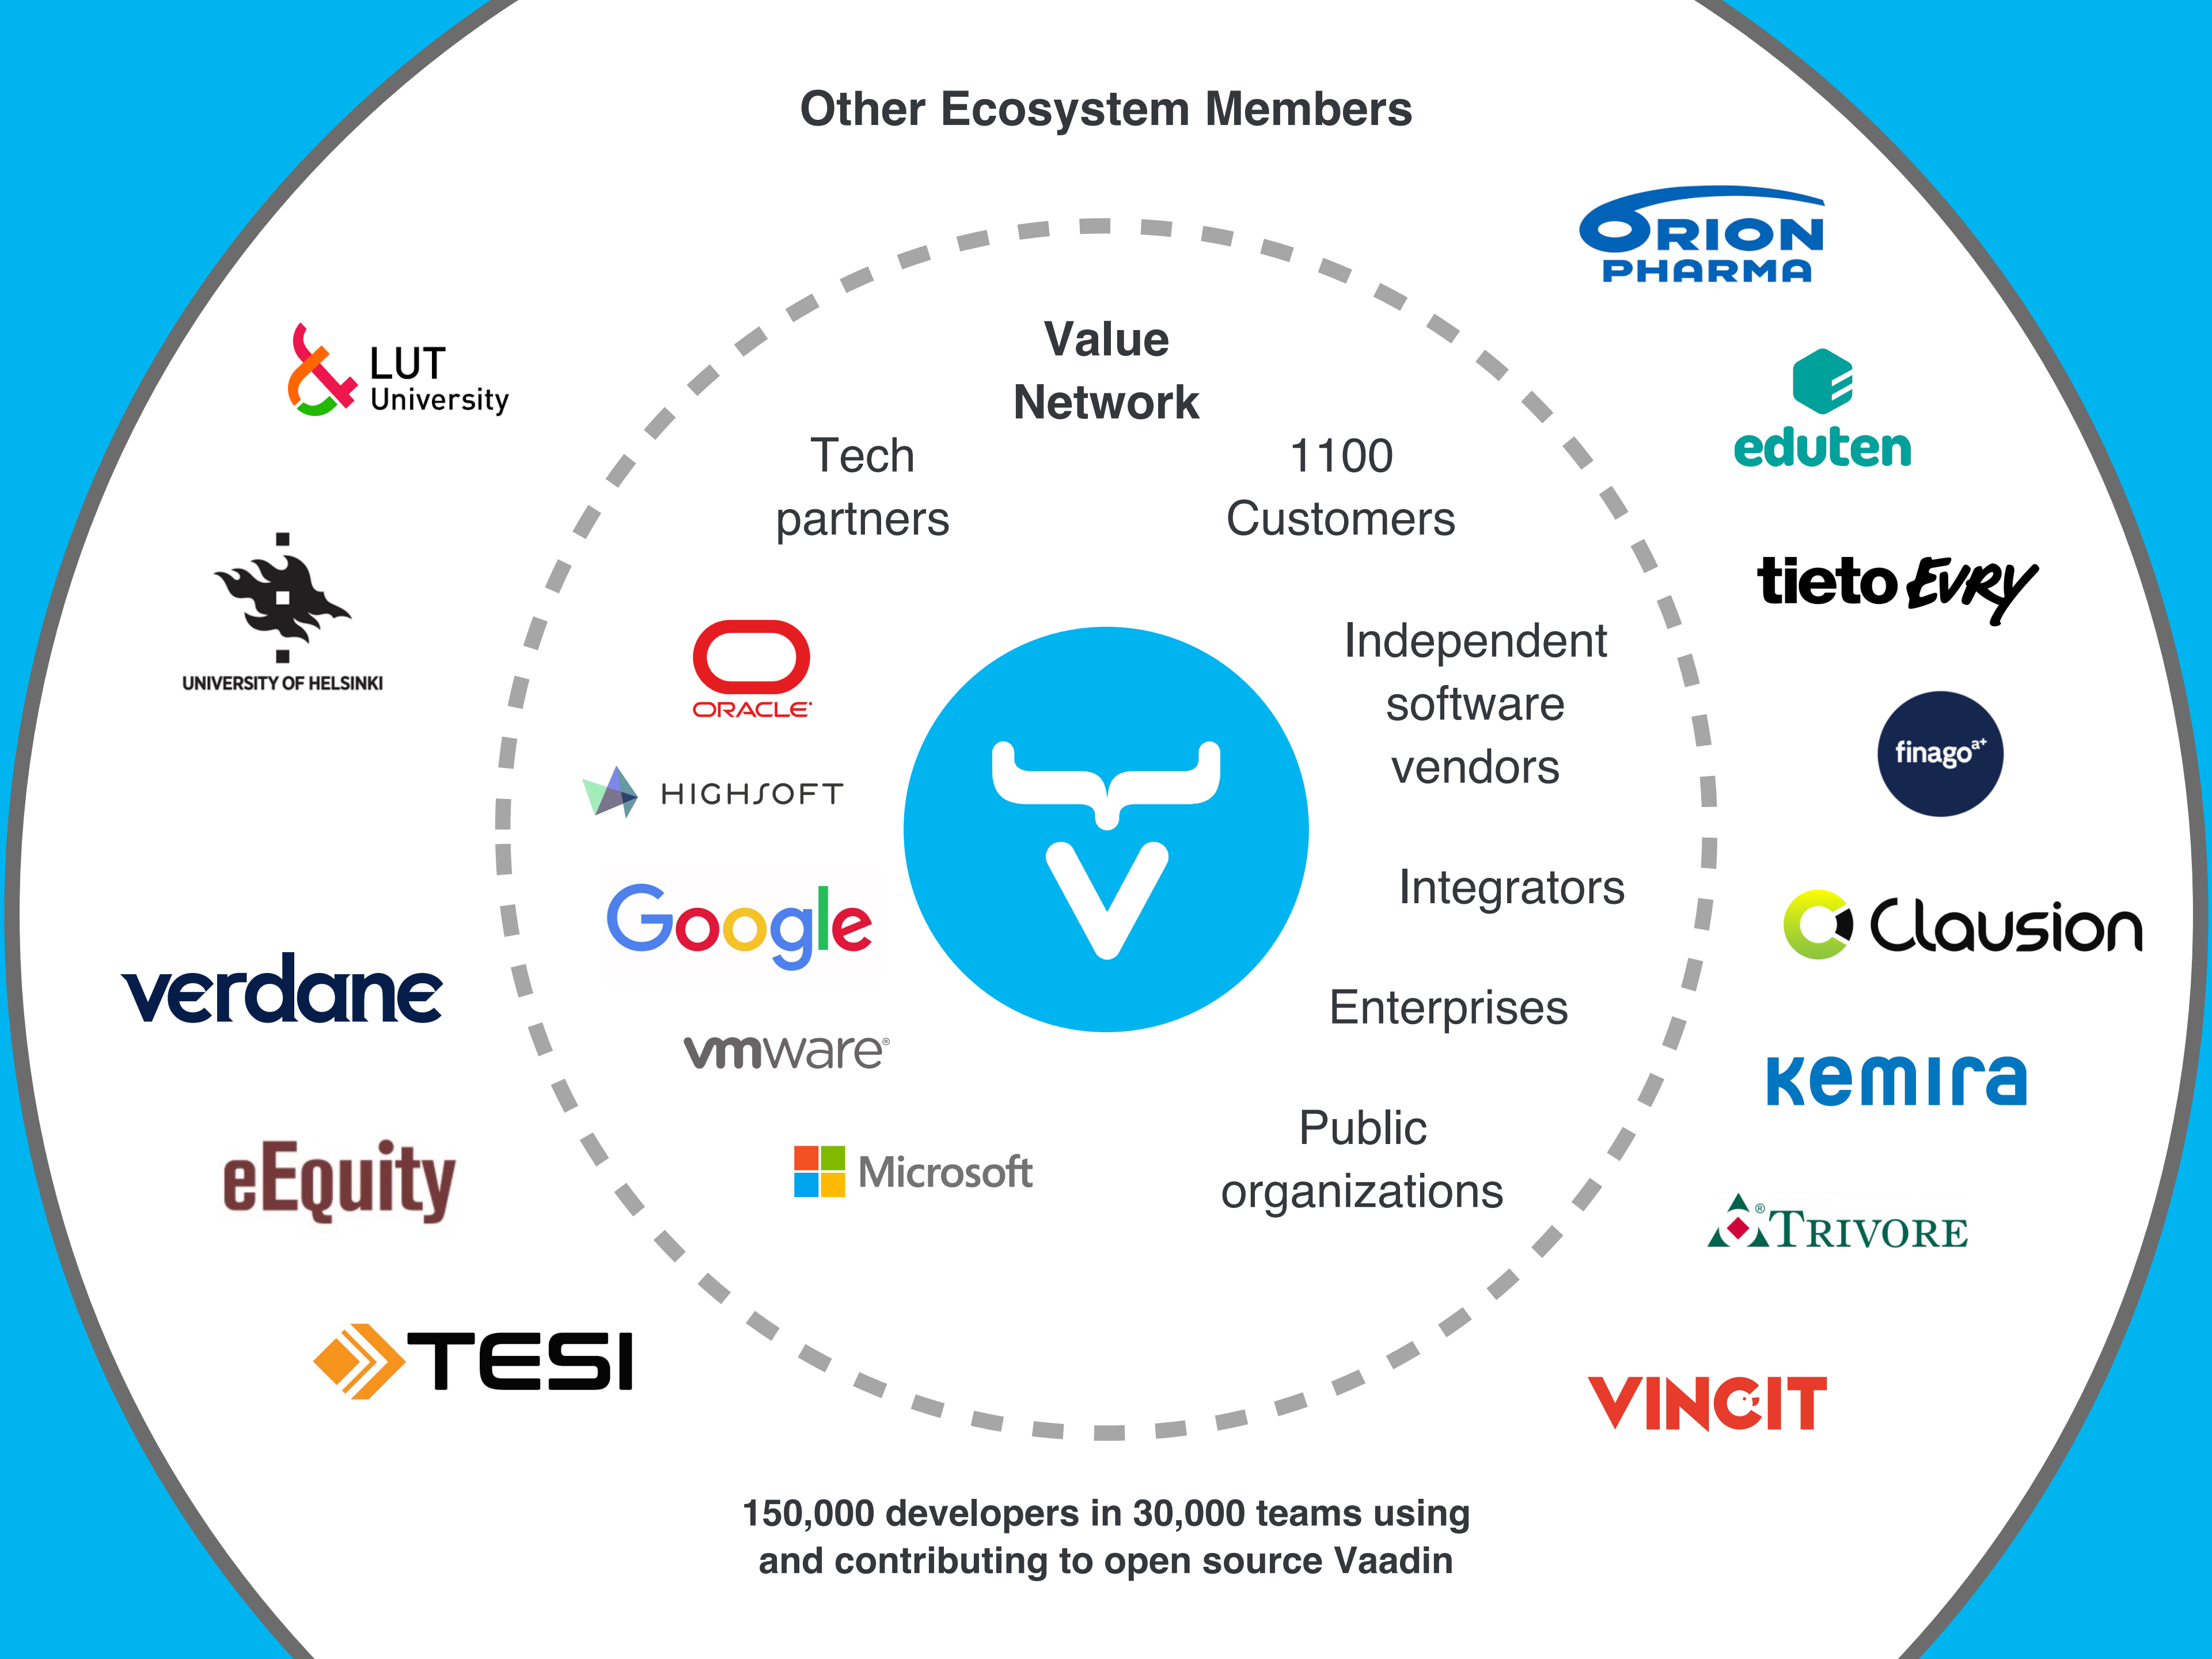 Other Ecosystem Members
ORION
PHARMA
LUT
University
eduten
Value
Network
Tech
partners
1100
Customers
tieto EVRY
UNIVERSITY OF HELSINKI
ORACLE
Independent
software
vendors
finago a+
HIGHSOFT
Integrators
Google
Clausion
verdane
Enterprises
vmware®
Kemira
Public
organizations
eEquity
Microsoft
®TRIVORE
TESI
VINCIT
150,000 developers in 30,000 teams using
and contributing to open source Vaadin